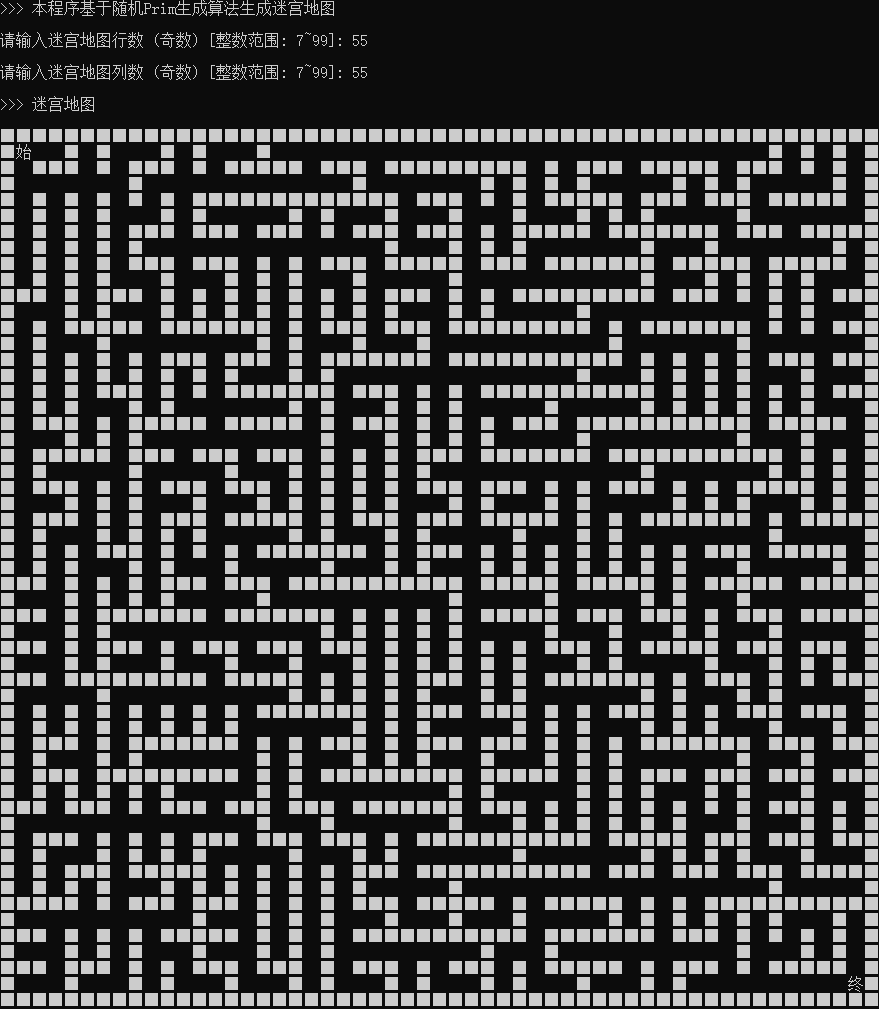 >>> 本程序基于随机Prim生成算法生成迷宫地图
请输入迷宫地图行数 (奇数) [整数范围: 7~99]: 55
请输入迷宫地图列数 (奇数) [整数范围: 7~99]: 55
>>> 迷宫地图
始
终